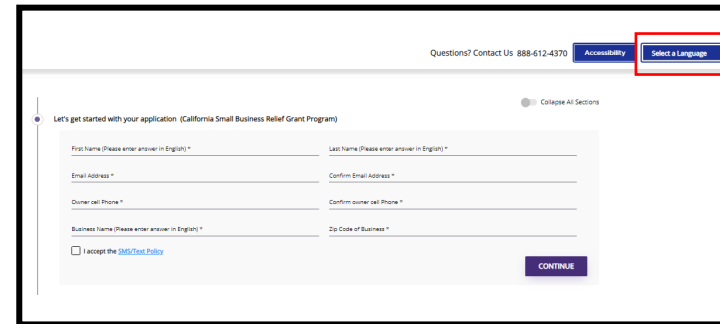 Questions? Contact Us 888-612-4370 Accessibility Select a Language
Collapse All Sections
Let's get started with your application (California Small Business Relief Grant Program)
First Name (Please enter answer in English) * Last Name (Please enter answer in English) *
Email Address * Confirm Email Address *
Owner cell Phone * Confirm owner cell Phone *
Business Name (Please enter answer in English) * Zip Code of Business *
I accept the SMS/Text Policy
CONTINUE